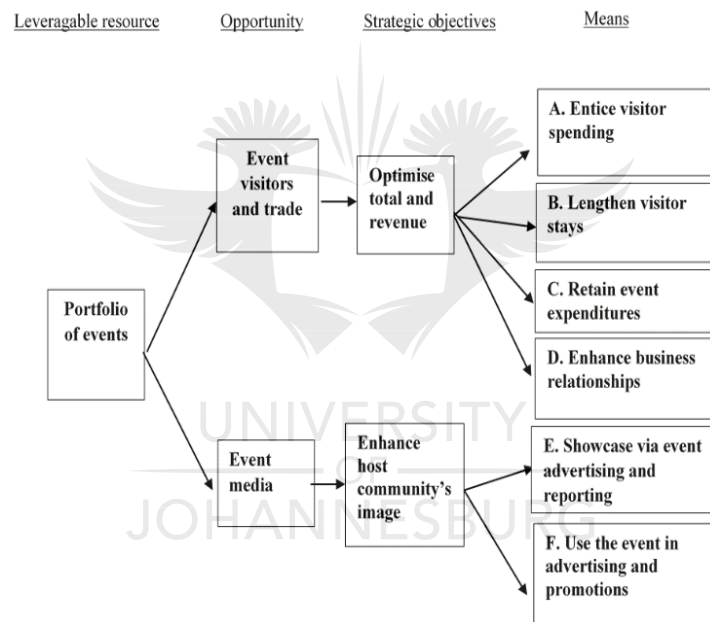 Leveragable resource
Opportunity
Strategic objectives
Means
Portfolio
of events
Event
visitors
and trade
Optimise
total and
revenue
A. Entice visitor
spending
B. Lengthen visitor
stays
C. Retain event
expenditures
D. Enhance business
relationships
Event
media
Enhance
host
community's
image
E. Showcase via event
advertising and
reporting
F. Use the event in
advertising and
promotions
UNIVERSITY
OF
JOHANNESBURG